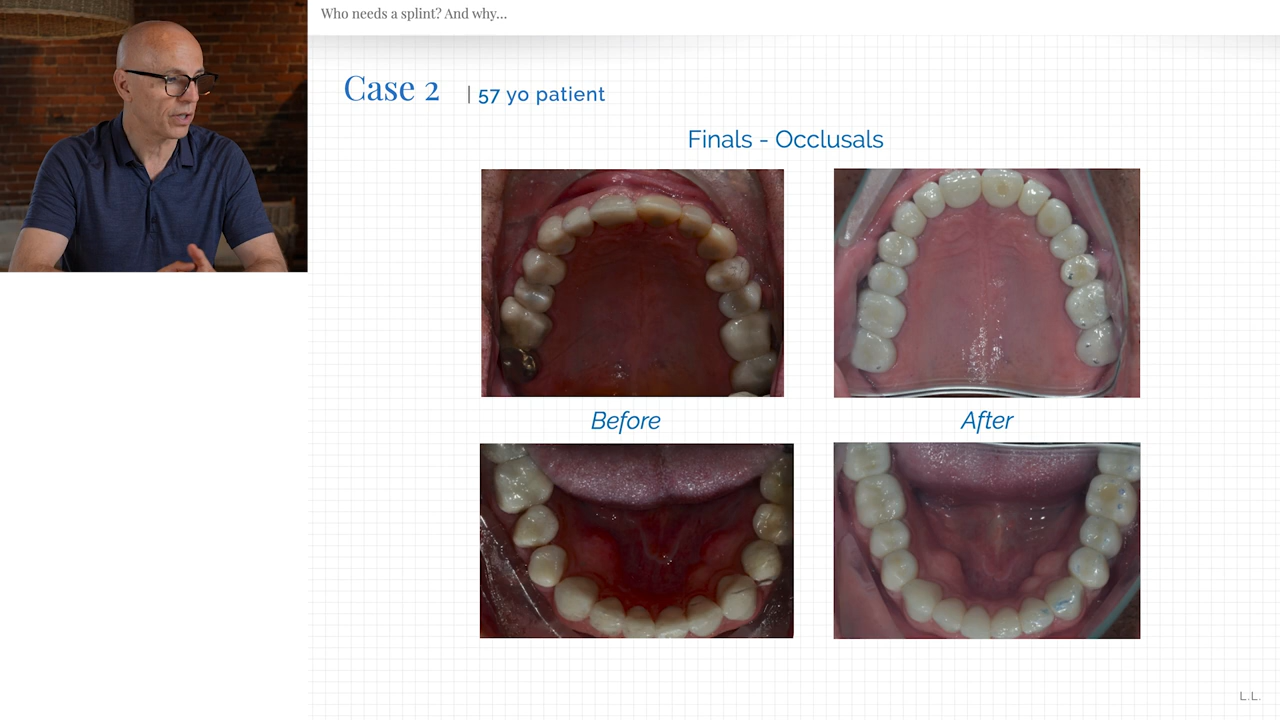 Who needs a splint? And why...
Case 2 | 57 yo patient
Finals - Occlusals
Before
After
L.L.